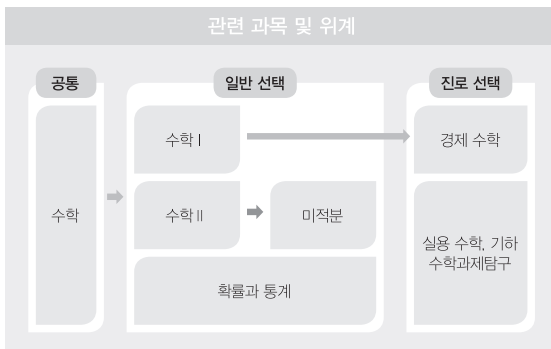 관련 과목 및 위계
공통
일반 선택
진로 선택
수학
수학 Ⅰ
경제 수학
수학 Ⅱ
미적분
실용 수학, 기하
수학과제탐구
확률과 통계